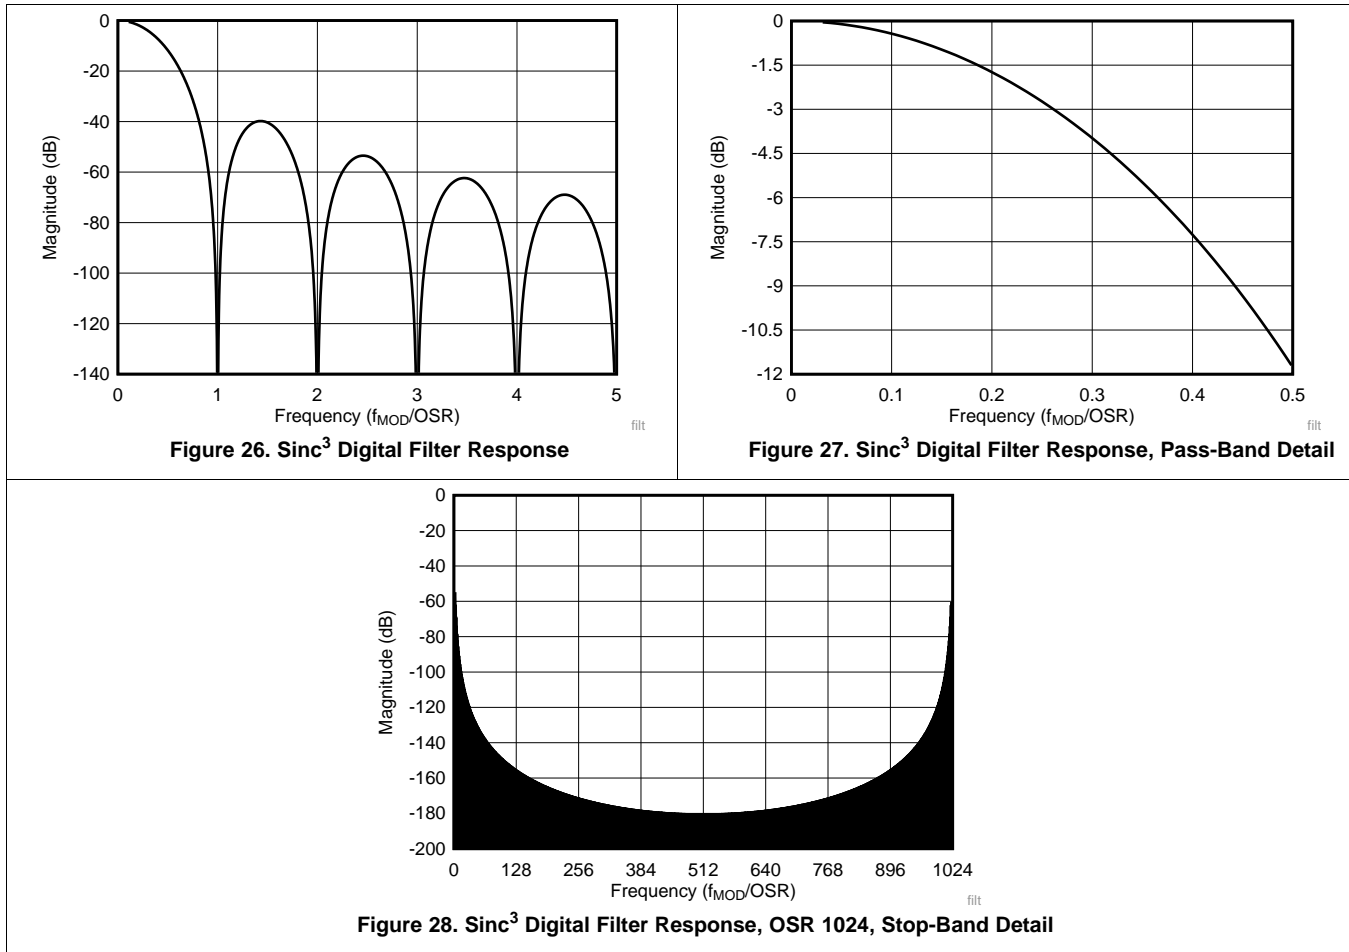 0
-20
-40
-60
-80
-100
-120
-140
Magnitude (dB)
0 1 2 3 4 5
Frequency (fMOD/OSR)
filt
Figure 26. Sinc3 Digital Filter Response
0
-1.5
-3
-4.5
-6
-7.5
-9
-10.5
-12
Magnitude (dB)
0 0.1 0.2 0.3 0.4 0.5
Frequency (fMOD/OSR)
filt
Figure 27. Sinc3 Digital Filter Response, Pass-Band Detail
0
-20
-40
-60
-80
-100
-120
-140
-160
-180
-200
Magnitude (dB)
0 128 256 384 512 640 768 896 1024
Frequency (fMOD/OSR)
filt
Figure 28. Sinc3 Digital Filter Response, OSR 1024, Stop-Band Detail